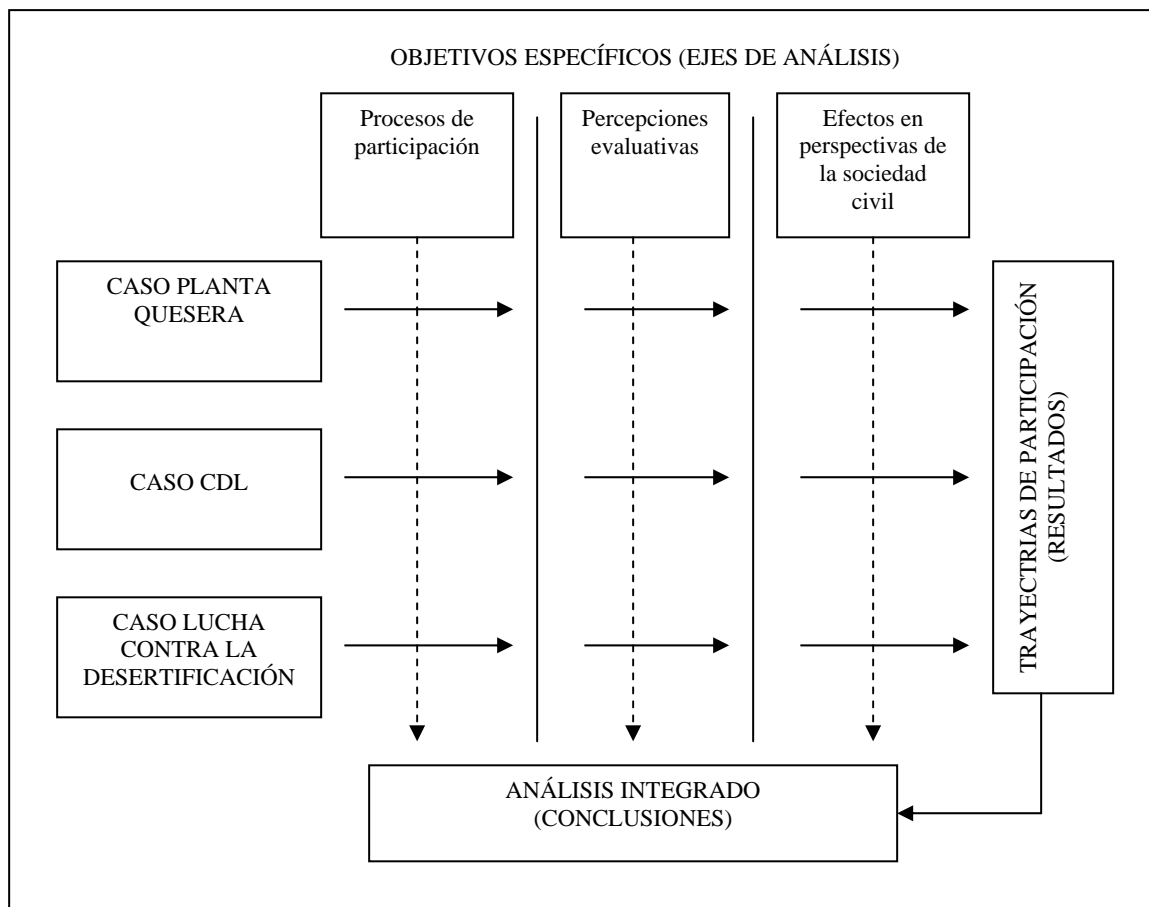 OBJETIVOS ESPECÍFICOS (EJES DE ANÁLISIS)
Procesos de
participación
Percepciones
evaluativas
Efectos en
perspectivas de
la sociedad
civil
CASO PLANTA
QUESERA
CASO CDL
CASO LUCHA
CONTRA LA
DESERTIFICACIÓN
TRAYECTRIAS DE PARTICIPACIÓN
(RESULTADOS)
ANÁLISIS INTEGRADO
(CONCLUSIONES)